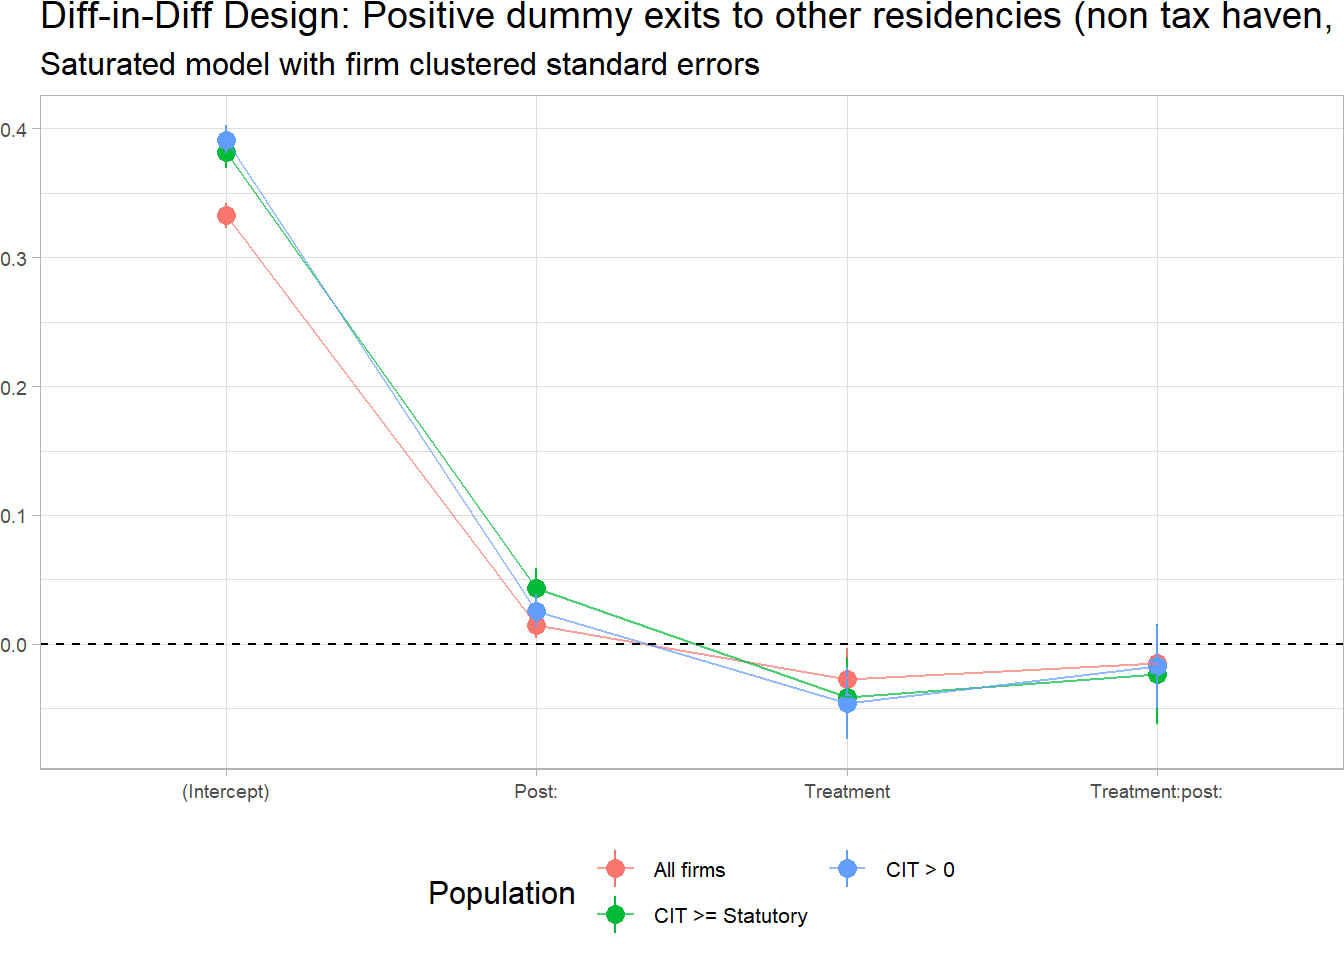 Diff-in-Diff Design: Positive dummy exits to other residencies (non tax haven,
Saturated model with firm clustered standard errors
0.4
0.3
0.2
0.1
0.0
(Intercept) Post: Treatment Treatment:post:
Population
All firms CIT > 0
CIT >= Statutory